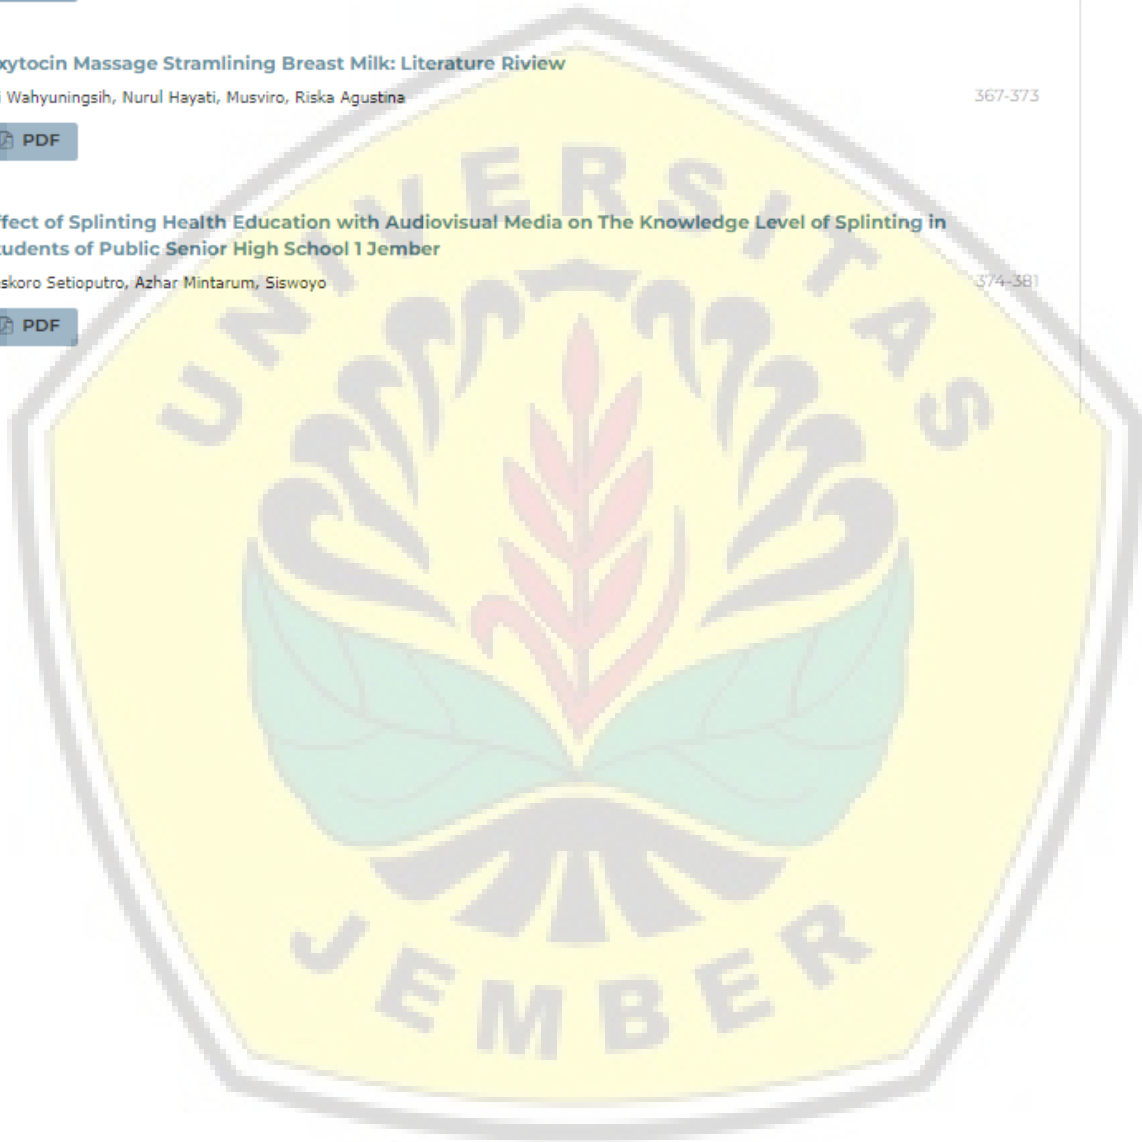 xytocin Massage Stramlining Breast Milk: Literature Riview
i Wahyuningsih, Nurul Hayati, Musviro, Riska Agustina
367-373
PDF
ffect of Splinting Health Education with Audiovisual Media on The Knowledge Level of Splinting in
tudents of Public Senior High School 1 Jember
askoro Setioputro, Azhar Mintarum, Siswoyo
374-381
PDF
UNIVERSITAS
JEMBER